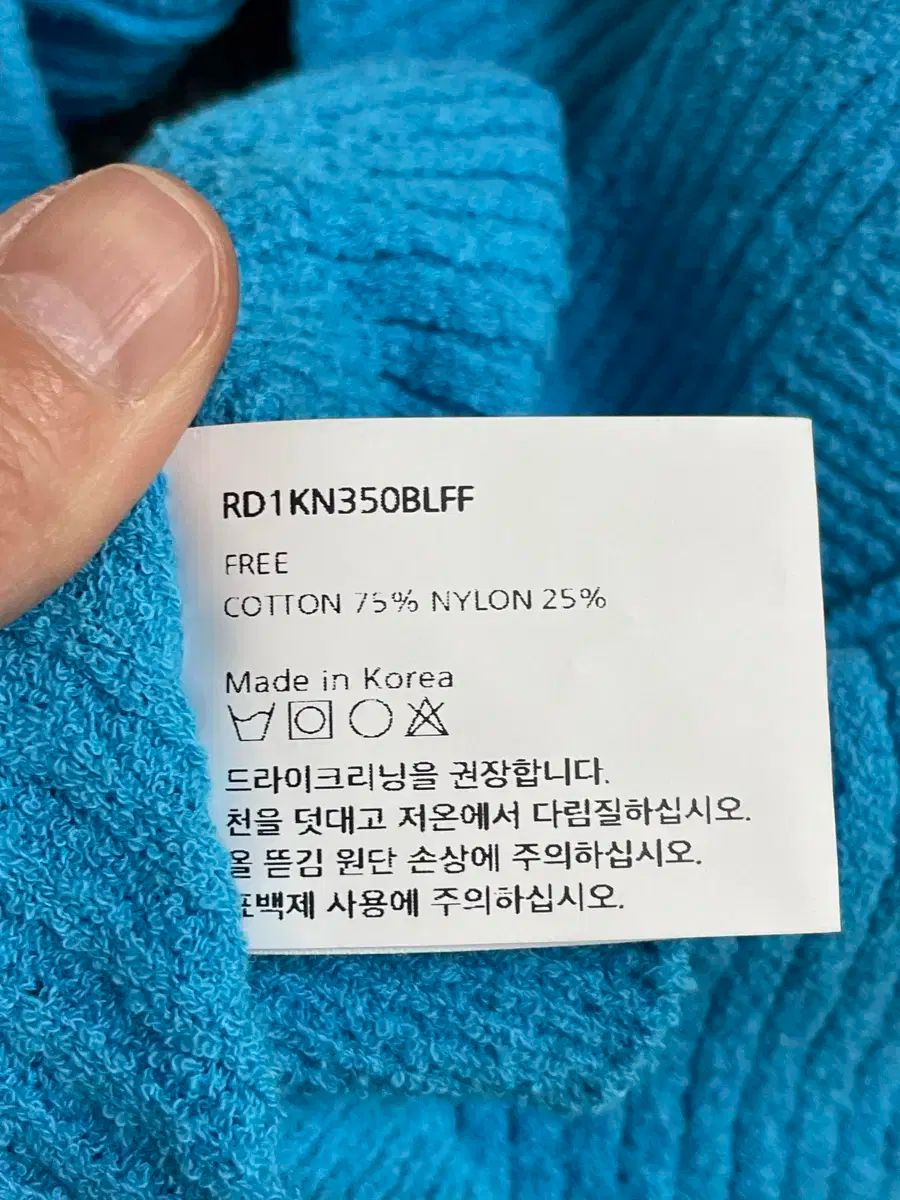 RD1KN350BLFF
FREE
COTTON 75% NYLON 25%
Made in Korea
드라이크리닝을 권장합니다.
천을 덧대고 저온에서 다림질하십시오.
올 뜯김 원단 손상에 주의하십시오.
표백제 사용에 주의하십시오.